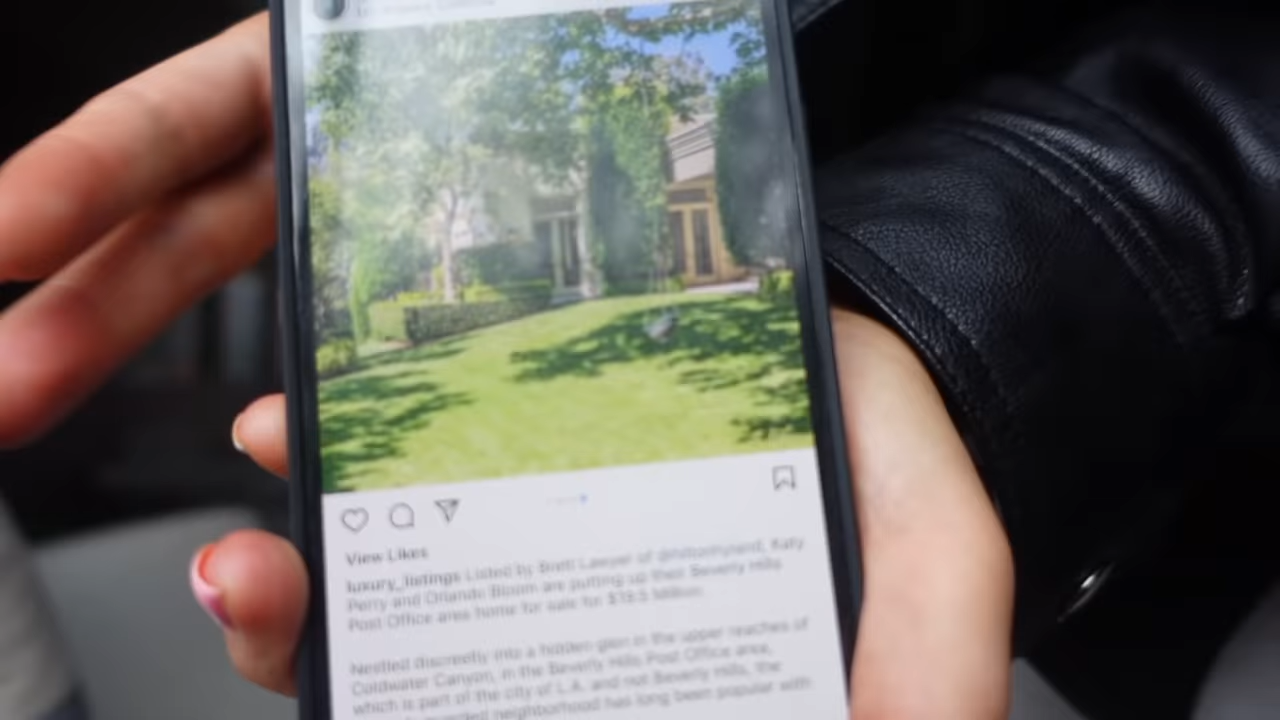 View Likes
luxury_listings Listed by Brett Lawyer of Katy
Perry and Orlando Bloom are putting up their Beverly Hills
Post Office area home for sale for Million.
Nestled discreetly into a hidden glen in the upper reaches of
Coldwater Canyon, in the Beverly Hills Post Office area,
which is part of the city of L.A. and not Beverly Hills, the
neighborhood has long been popular with